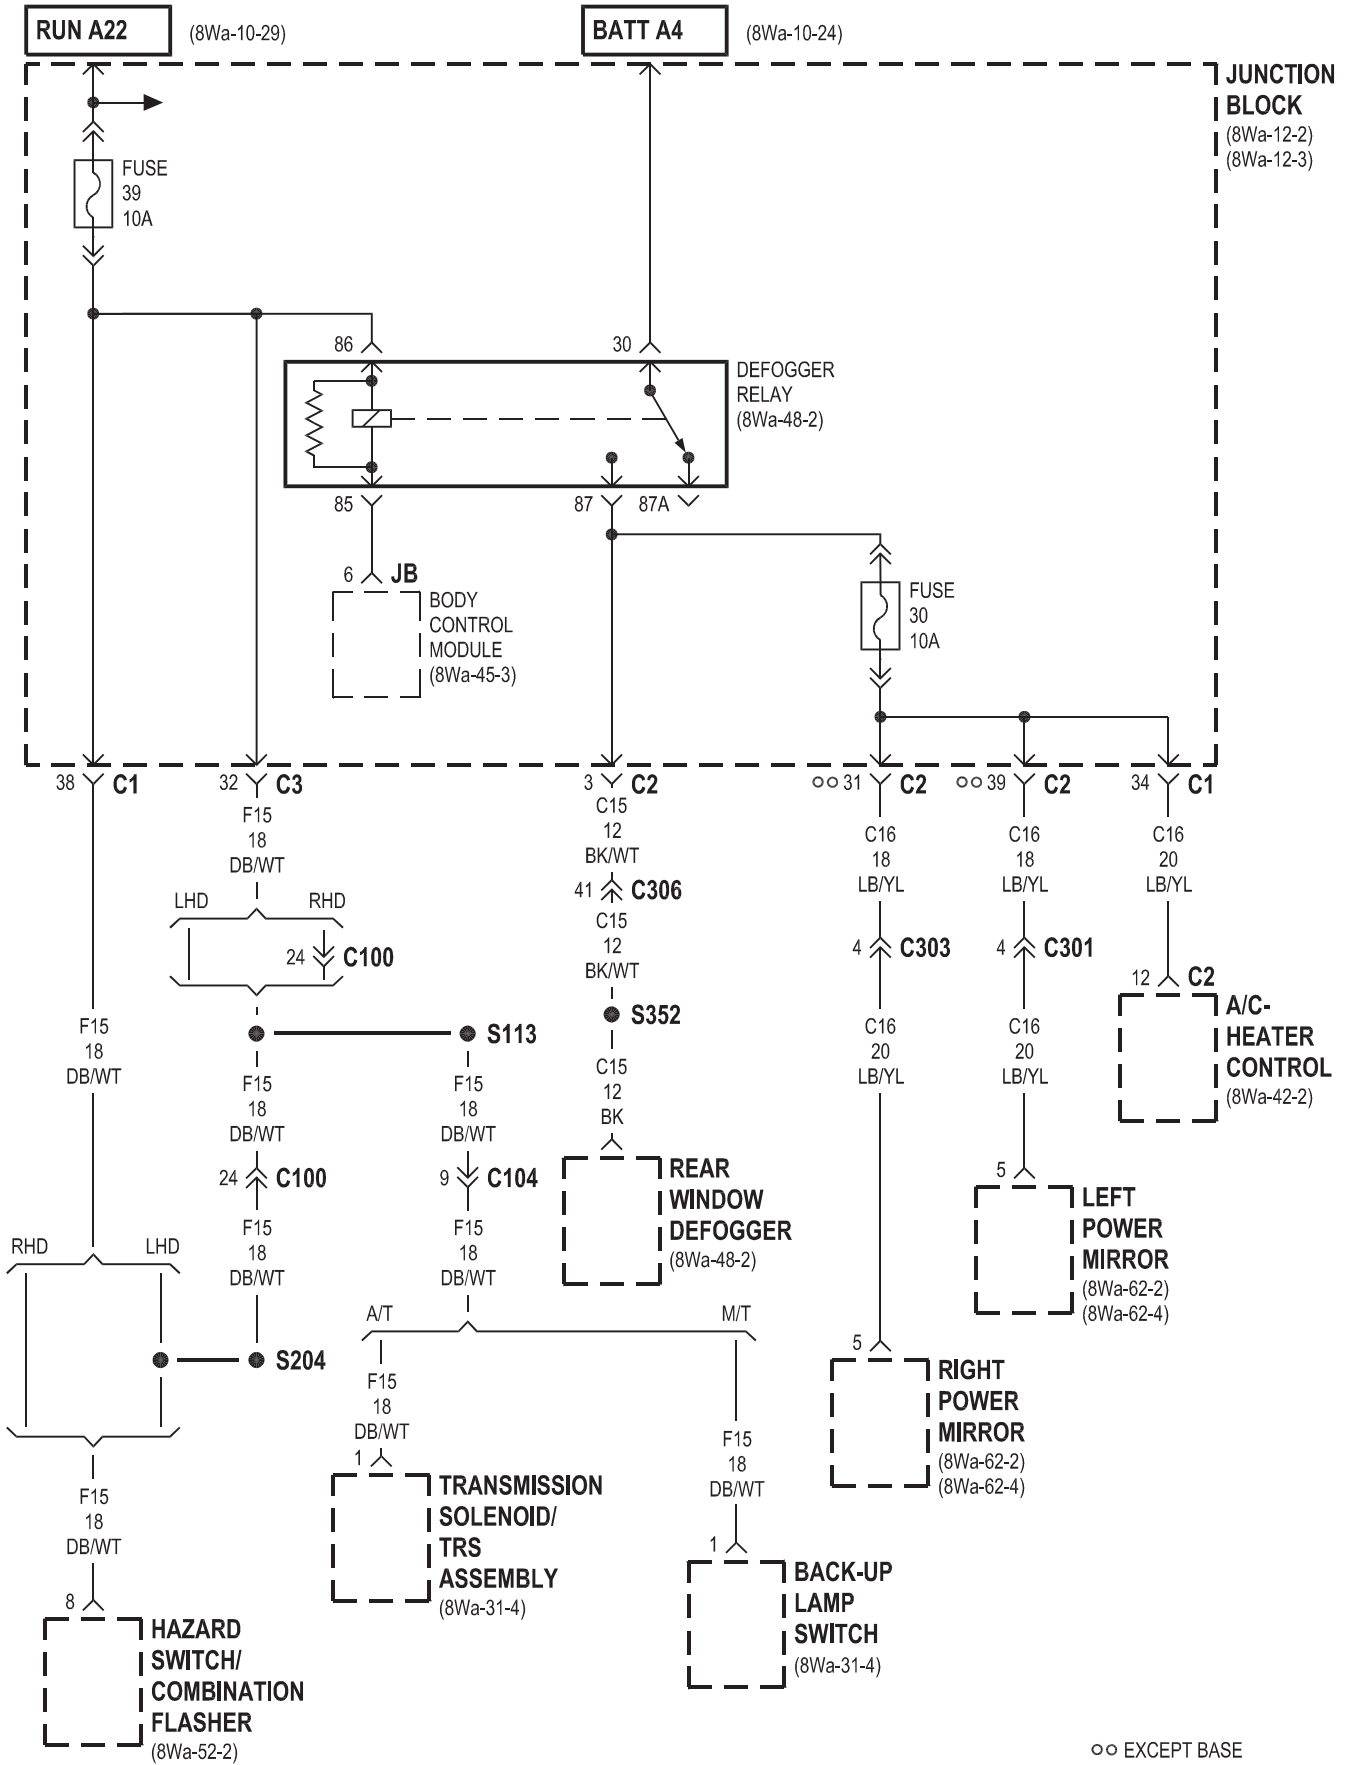 RUN A22
(8Wa-10-29)
BATT A4
(8Wa-10-24)
JUNCTION
BLOCK
(8Wa-12-2)
(8Wa-12-3)
FUSE
39
10A
86
30
DEFOGGER
RELAY
(8Wa-48-2)
85
87
87A
6
JB
BODY
CONTROL
MODULE
(8Wa-45-3)
FUSE
30
10A
38
C1
32
C3
3
C2
31
C2
39
C2
34
C1
F15
18
DB/WT
C15
12
BK/WT
C16
18
LB/YL
C16
18
LB/YL
C16
20
LB/YL
LHD
RHD
24
C100
41
C306
C15
12
BK/WT
4
C303
4
C301
12
C2
A/C-
HEATER
CONTROL
(8Wa-42-2)
S352
S113
F15
18
DB/WT
F15
18
DB/WT
F15
18
DB/WT
C15
12
BK
C16
20
LB/YL
C16
20
LB/YL
24
C100
9
C104
REAR
WINDOW
DEFOGGER
(8Wa-48-2)
5
LEFT
POWER
MIRROR
(8Wa-62-2)
(8Wa-62-4)
F15
18
DB/WT
F15
18
DB/WT
RHD
LHD
A/T
M/T
S204
5
RIGHT
POWER
MIRROR
(8Wa-62-2)
(8Wa-62-4)
F15
18
DB/WT
1
TRANSMISSION
SOLENOID/
TRS
ASSEMBLY
(8Wa-31-4)
F15
18
DB/WT
1
BACK-UP
LAMP
SWITCH
(8Wa-31-4)
F15
18
DB/WT
8
HAZARD
SWITCH/
COMBINATION
FLASHER
(8Wa-52-2)
EXCEPT BASE